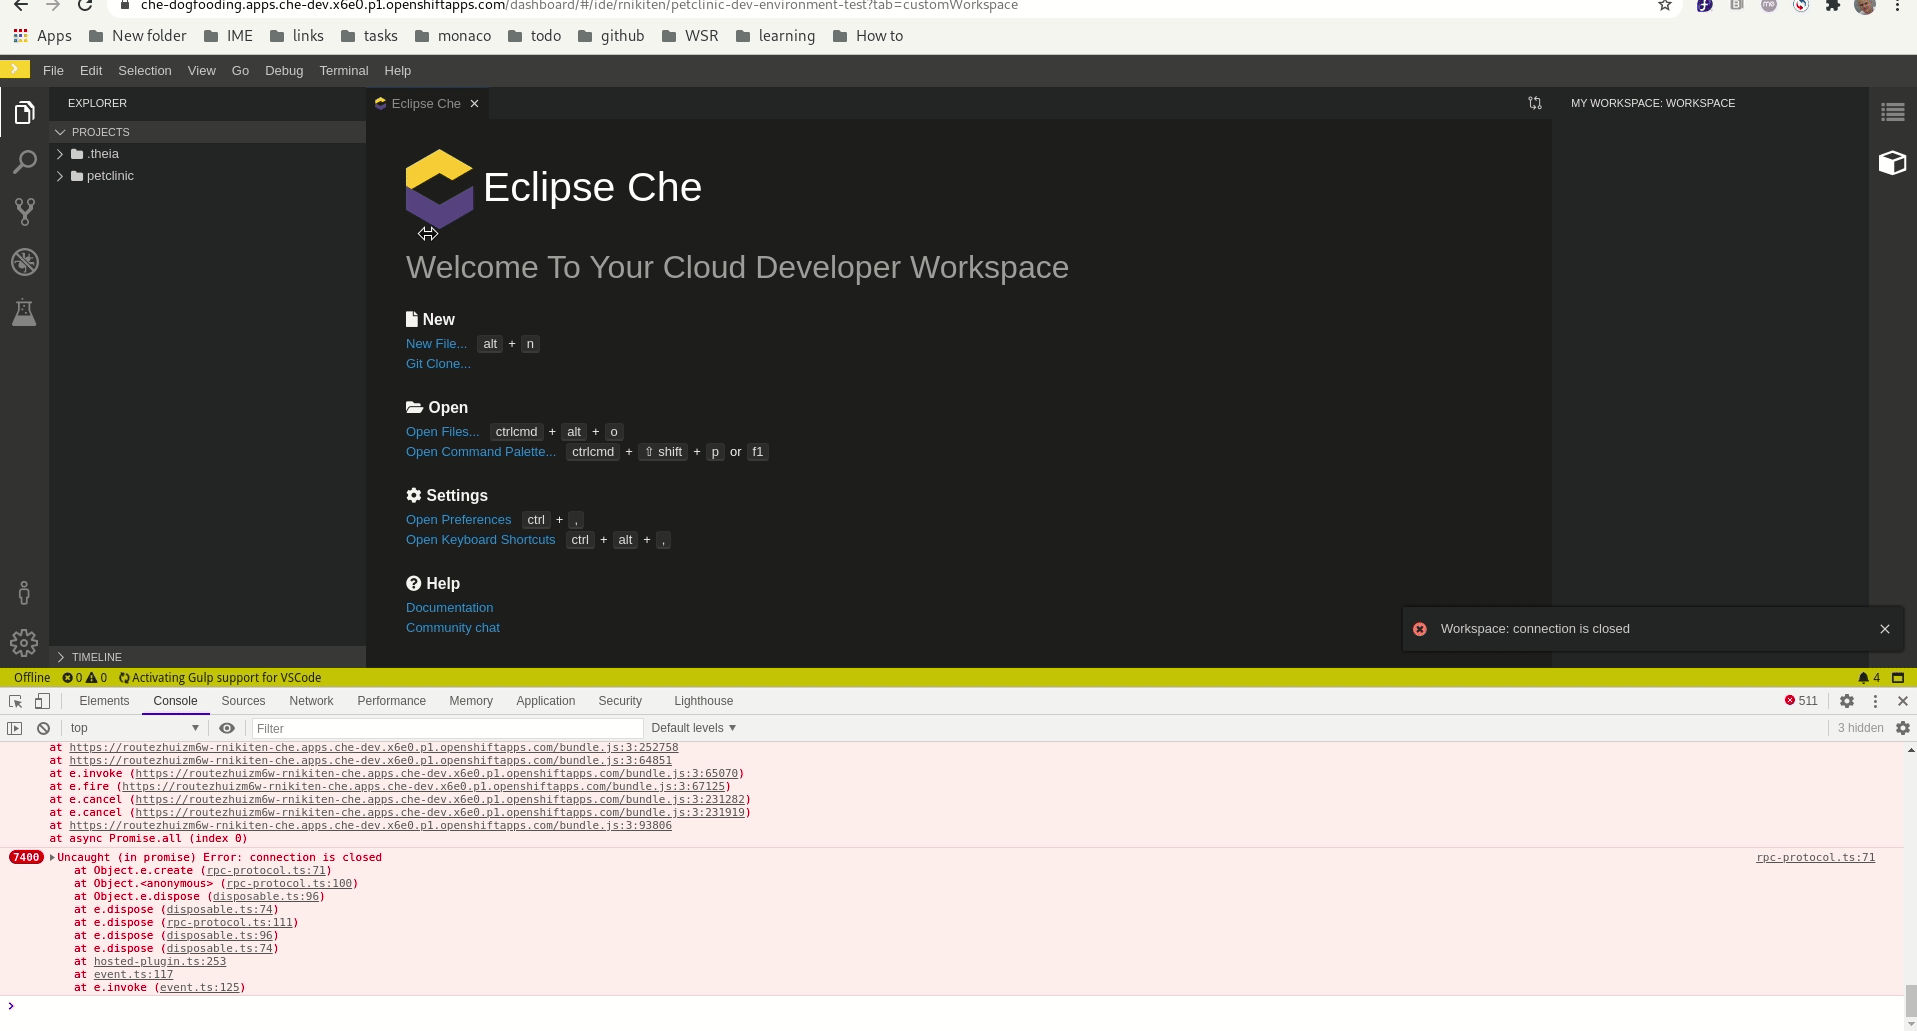 che-dogfooding.apps.che-dev.x6e0.p1.openshiftapps.com/dashboard/#/ide/rnikiten/petclinic-dev-environment-test?tab=customWorkspace
Apps New folder IME links tasks monaco todo github WSR learning How to
File Edit Selection View Go Debug Terminal Help
EXPLORER
PROJECTS
.theia
petclinic
TIMELINE
Eclipse Che
Eclipse Che
Welcome To Your Cloud Developer Workspace
New
New File... alt + n
Git Clone...
Open
Open Files... ctrlcmd + alt + o
Open Command Palette... ctrlcmd + ⇧ shift + p or f1
Settings
Open Preferences ctrl + ,
Open Keyboard Shortcuts ctrl + alt + ,
Help
Documentation
Community chat
MY WORKSPACE: WORKSPACE
Workspace: connection is closed
Offline 0 0 Activating Gulp support for VSCode 4
Elements Console Sources Network Performance Memory Application Security Lighthouse 511
top Filter Default levels 3 hidden
at https://routezhuizm6w-rnikiten-che.apps.che-dev.x6e0.p1.openshiftapps.com/bundle.js:3:252758
at https://routezhuizm6w-rnikiten-che.apps.che-dev.x6e0.p1.openshiftapps.com/bundle.js:3:64851
at e.invoke (https://routezhuizm6w-rnikiten-che.apps.che-dev.x6e0.p1.openshiftapps.com/bundle.js:3:65070)
at e.fire (https://routezhuizm6w-rnikiten-che.apps.che-dev.x6e0.p1.openshiftapps.com/bundle.js:3:67125)
at e.cancel (https://routezhuizm6w-rnikiten-che.apps.che-dev.x6e0.p1.openshiftapps.com/bundle.js:3:231282)
at e.cancel (https://routezhuizm6w-rnikiten-che.apps.che-dev.x6e0.p1.openshiftapps.com/bundle.js:3:231919)
at https://routezhuizm6w-rnikiten-che.apps.che-dev.x6e0.p1.openshiftapps.com/bundle.js:3:93806
at async Promise.all (index 0)
7400 Uncaught (in promise) Error: connection is closed rpc-protocol.ts:71
at Object.e.create (rpc-protocol.ts:71)
at Object.<anonymous> (rpc-protocol.ts:100)
at Object.e.dispose (disposable.ts:96)
at e.dispose (disposable.ts:74)
at e.dispose (rpc-protocol.ts:111)
at e.dispose (disposable.ts:96)
at e.dispose (disposable.ts:74)
at hosted-plugin.ts:253
at event.ts:117
at e.invoke (event.ts:125)